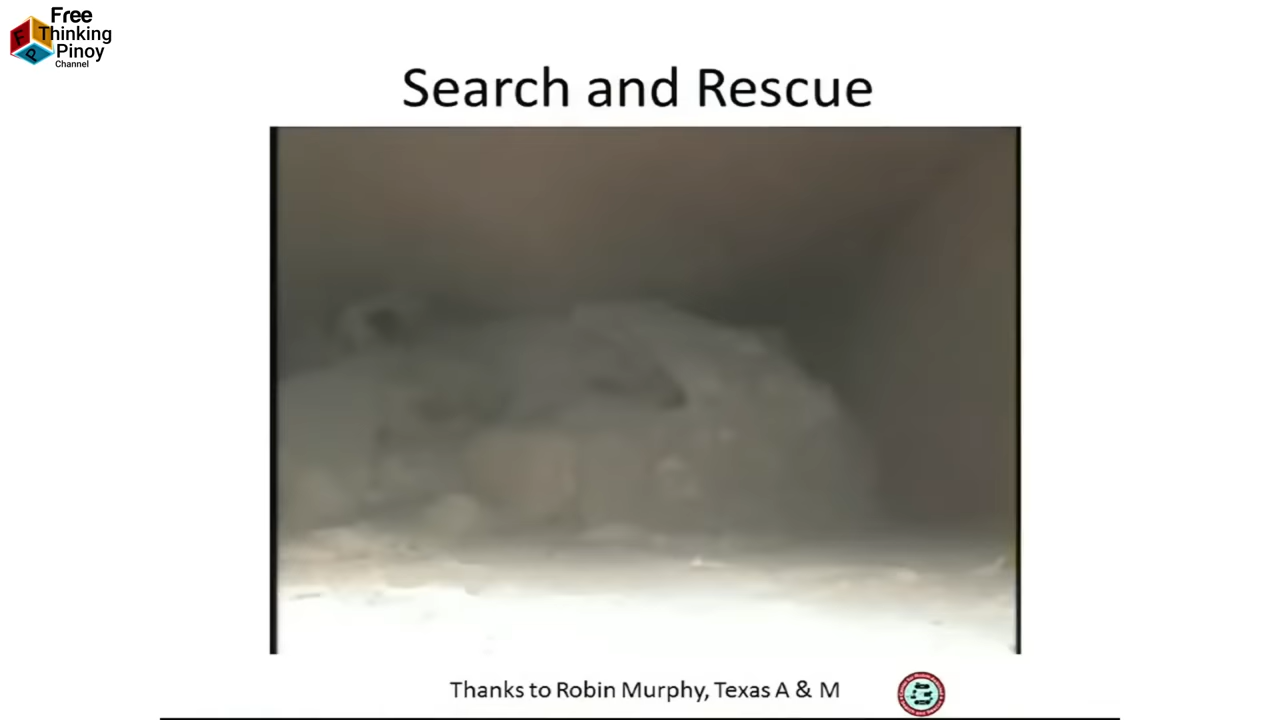 Free
Thinking
Pinoy
Channel
F
P
Search and Rescue
Thanks to Robin Murphy, Texas A & M